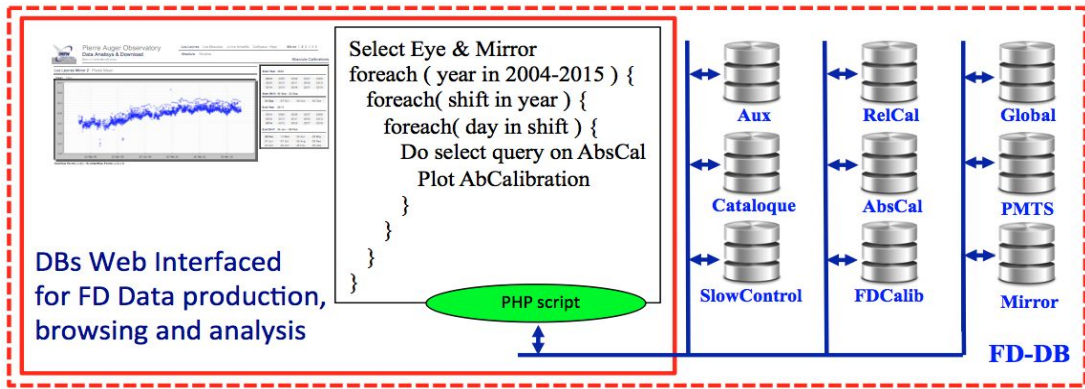 Pierre Auger Observatory
Data Analisys & Download
Select Eye & Mirror
foreach ( year in 2004-2015 ) {
foreach( shift in year ) {
foreach( day in shift ) {
Do select query on AbsCal
Plot AbCalibration
}
}
}
}
PHP script
DBs Web Interfaced
for FD Data production,
browsing and analysis
Aux
RelCal
Global
Cataloque
AbsCal
PMTS
SlowControl
FDCalib
Mirror
FD-DB